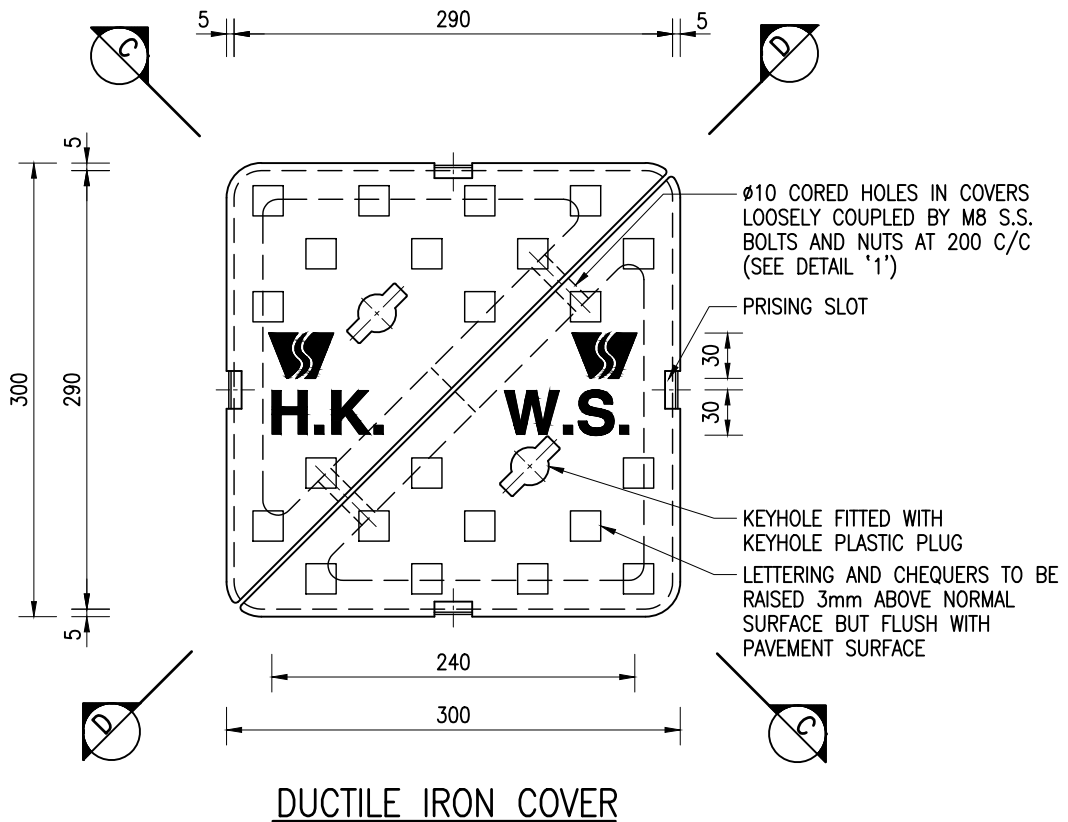 5
290
5
C
D
5
300
290
5
ø10 CORED HOLES IN COVERS
LOOSELY COUPLED BY M8 S.S.
BOLTS AND NUTS AT 200 C/C
(SEE DETAIL '1')
PRISING SLOT
30
30
H.K.
W.S.
KEYHOLE FITTED WITH
KEYHOLE PLASTIC PLUG
LETTERING AND CHEQUERS TO BE
RAISED 3mm ABOVE NORMAL
SURFACE BUT FLUSH WITH
PAVEMENT SURFACE
240
300
D
C
DUCTILE IRON COVER